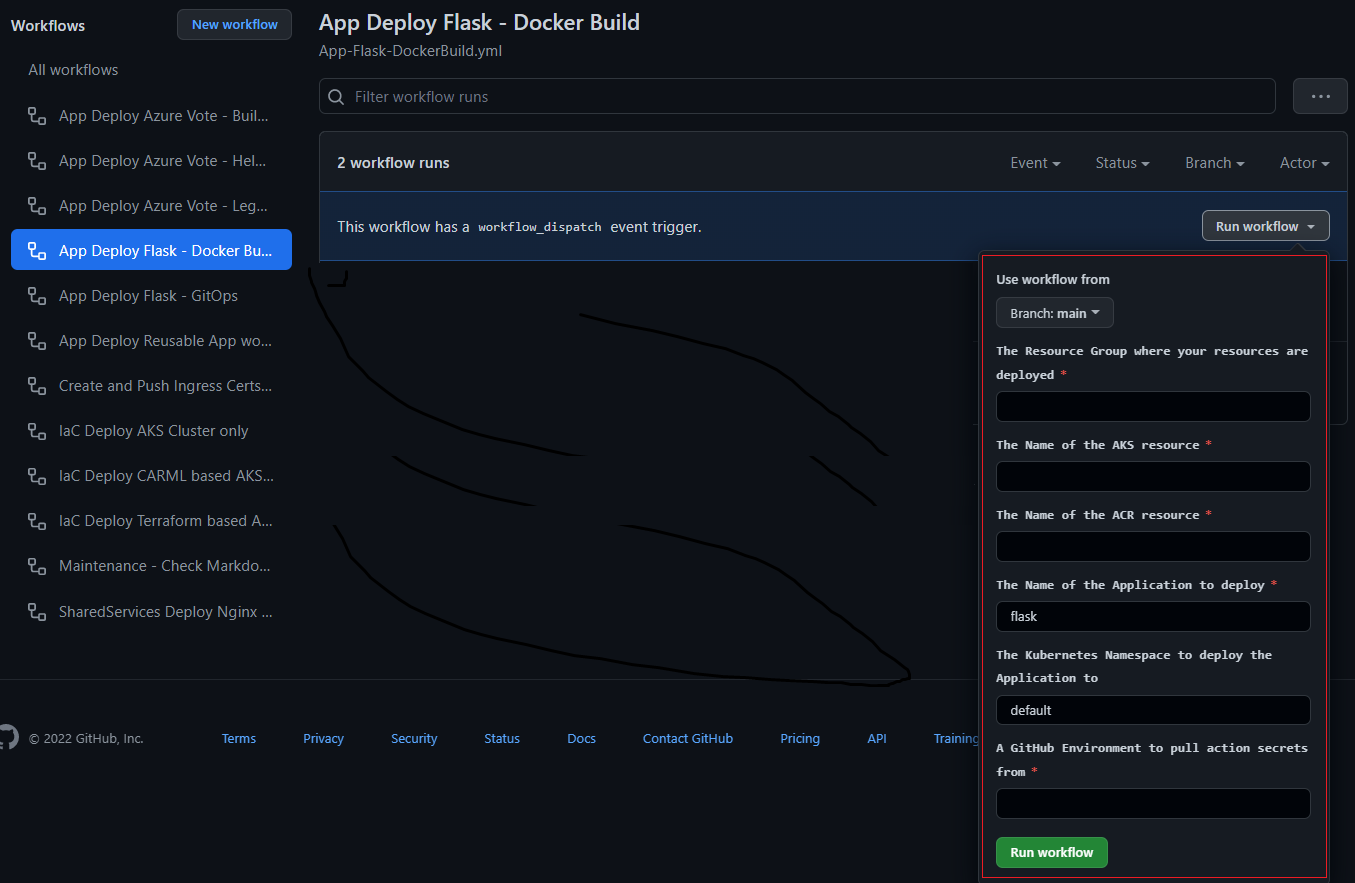 Workflows
New workflow
All workflows
App Deploy Azure Vote - Buil...
App Deploy Azure Vote - Hel...
App Deploy Azure Vote - Leg...
App Deploy Flask - Docker Bu...
App Deploy Flask - GitOps
App Deploy Reusable App wo...
Create and Push Ingress Certs...
IaC Deploy AKS Cluster only
IaC Deploy CARML based AKS...
IaC Deploy Terraform based A...
Maintenance - Check Markdo...
SharedServices Deploy Nginx ...
App Deploy Flask - Docker Build
App-Flask-DockerBuild.yml
Filter workflow runs
2 workflow runs
Event
Status
Branch
Actor
This workflow has a workflow_dispatch event trigger.
Run workflow
Use workflow from
Branch: main
The Resource Group where your resources are
deployed *
The Name of the AKS resource *
The Name of the ACR resource *
The Name of the Application to deploy *
flask
The Kubernetes Namespace to deploy the
Application to
default
A GitHub Environment to pull action secrets
from *
Run workflow
© 2022 GitHub, Inc.
Terms
Privacy
Security
Status
Docs
Contact GitHub
Pricing
API
Training